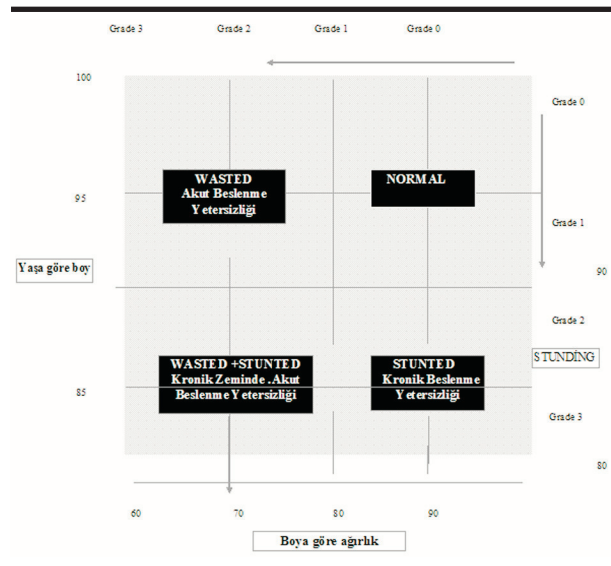 Grade 3 Grade 2 Grade 1 Grade 0
100
Grade 0
WASTED
Akut Beslenme
Yetersizliği
NORMAL
95
Grade 1
Yaşa göre boy
90
Grade 2
STUNDİNG
WASTED +STUNTED
Kronik Zeminde .Akut
Beslenme Yetersizliği
STUNTED
Kronik Beslenme
Yetersizliği
85
Grade 3
80
60 70 80 90
Boya göre ağırlık